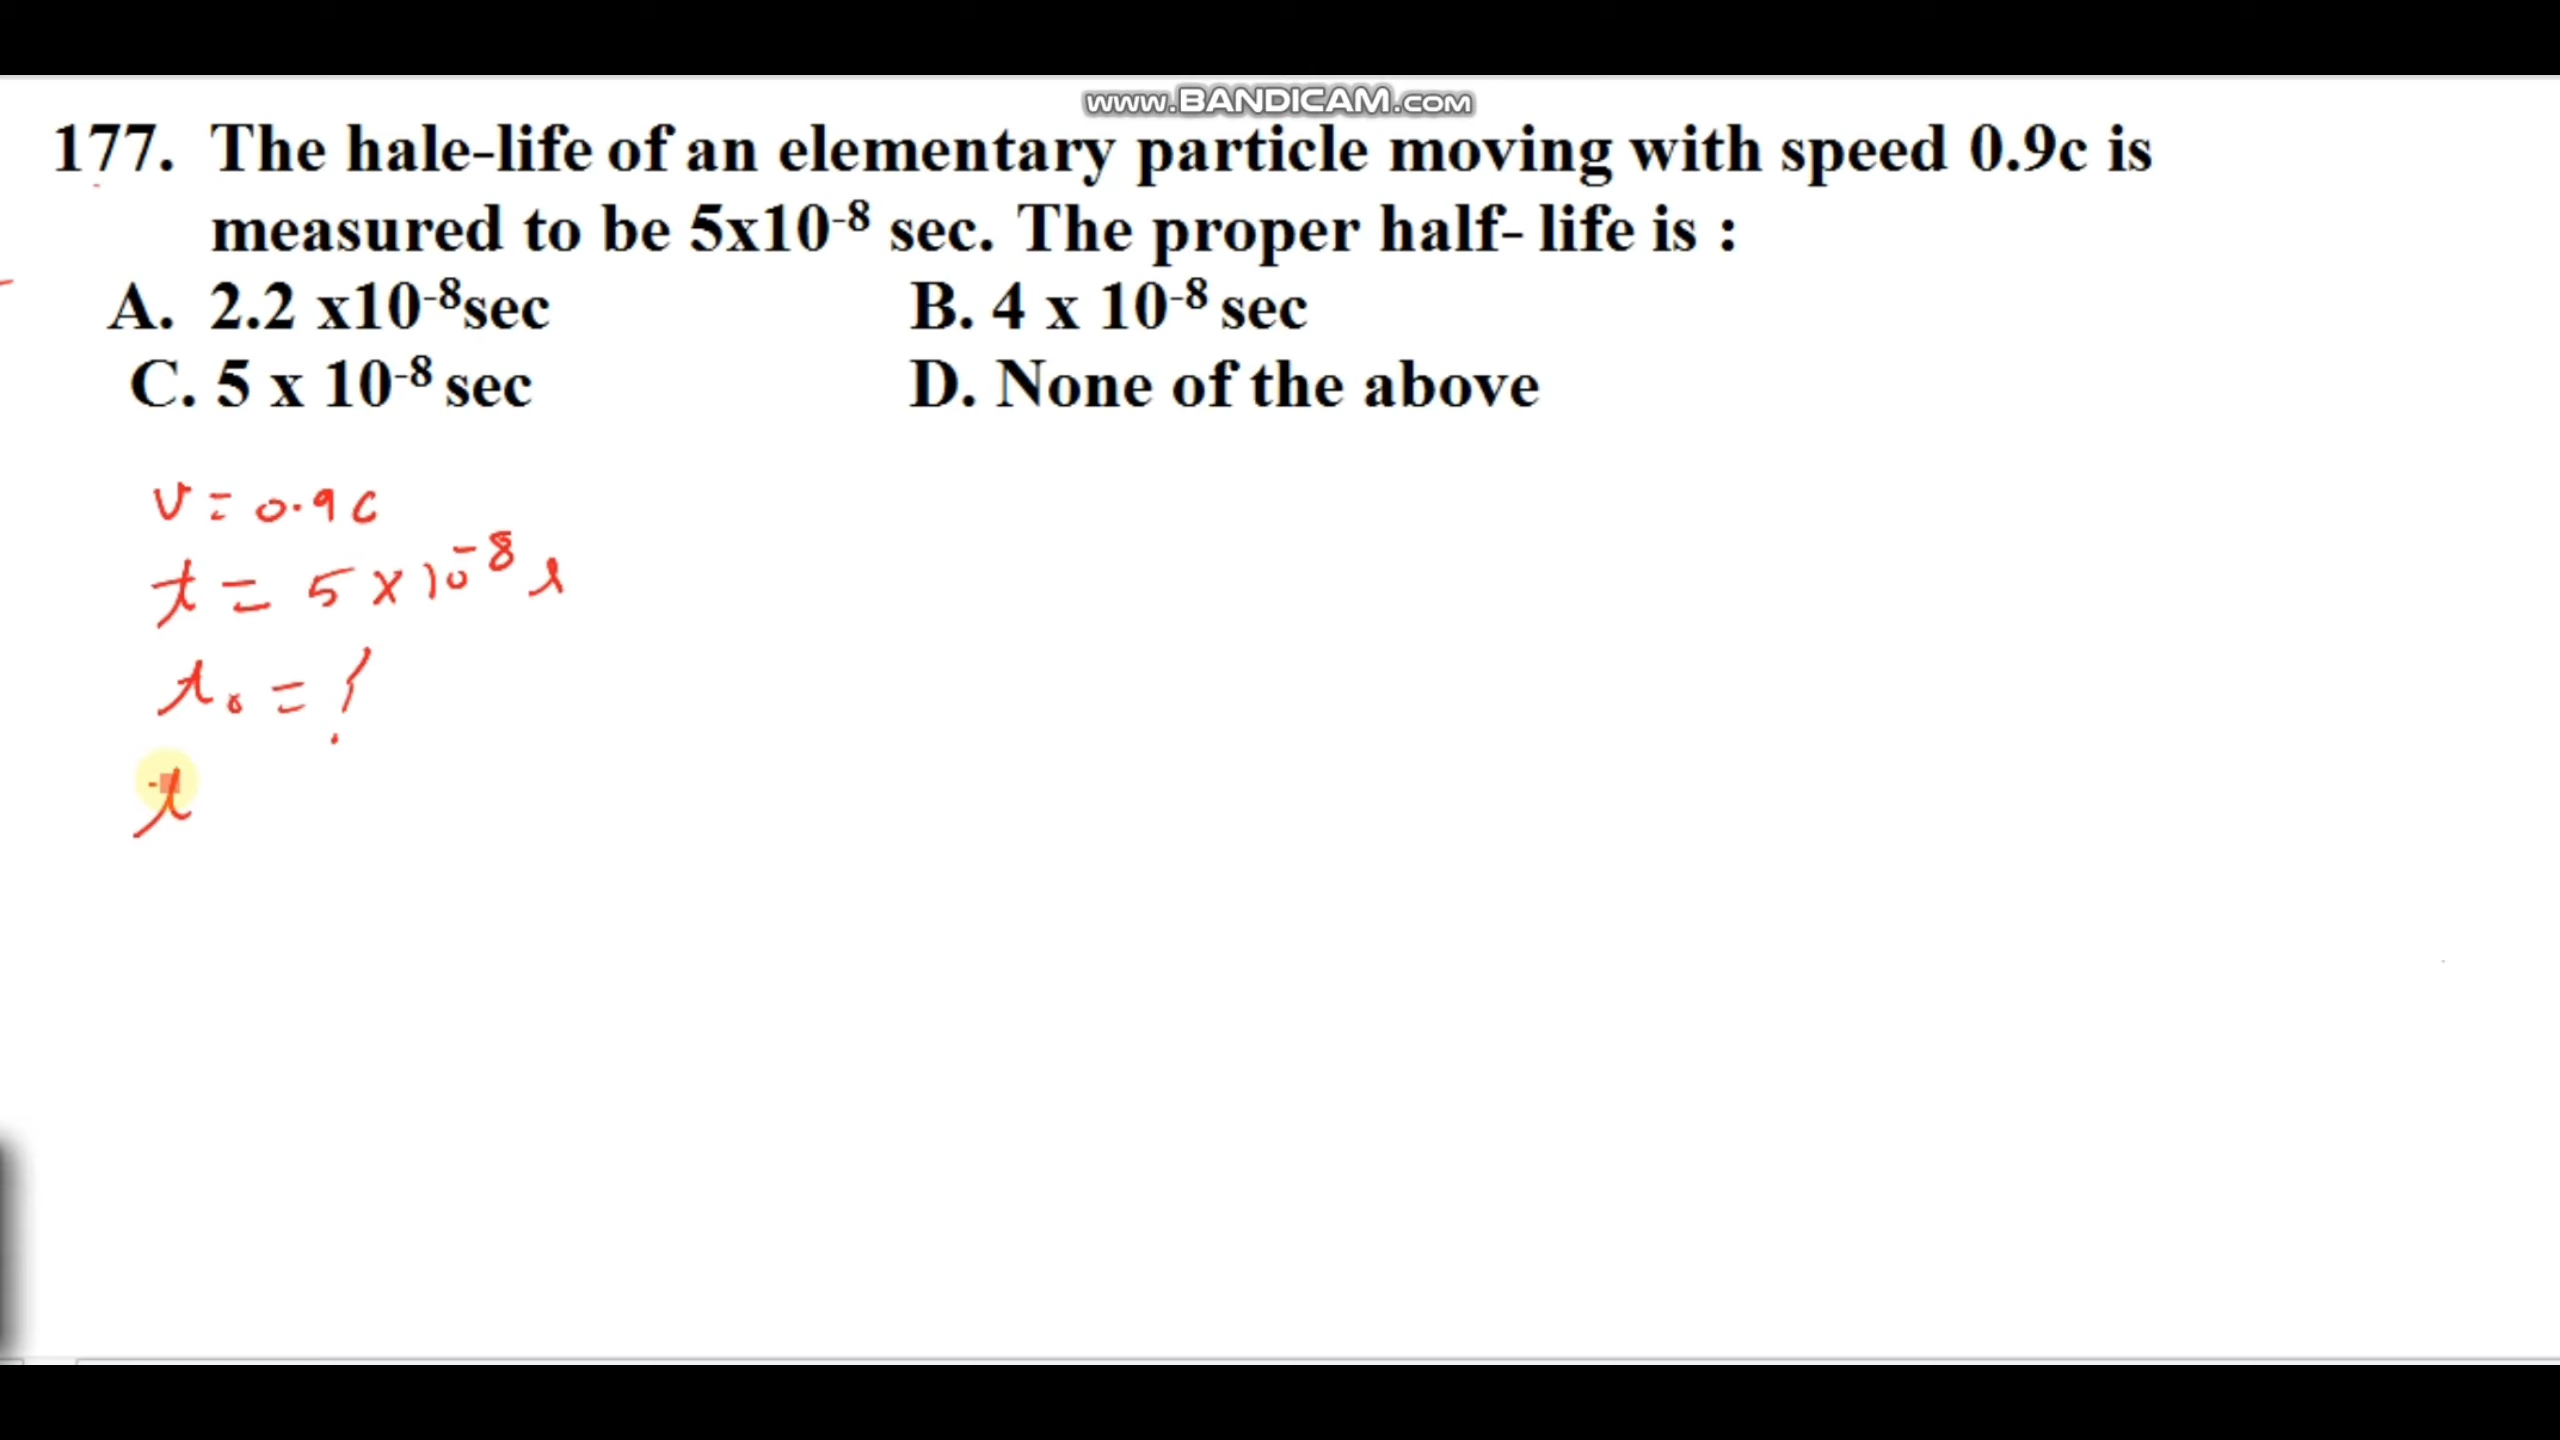 www.BANDICAM.com
177. The hale-life of an elementary particle moving with speed 0.9c is
measured to be 5x10⁻⁸ sec. The proper half- life is :
A. 2.2 x10⁻⁸sec B. 4 x 10⁻⁸ sec
C. 5 x 10⁻⁸ sec D. None of the above
v = 0.9c
t = 5 × 10⁻⁸ s
t₀ = ?
t